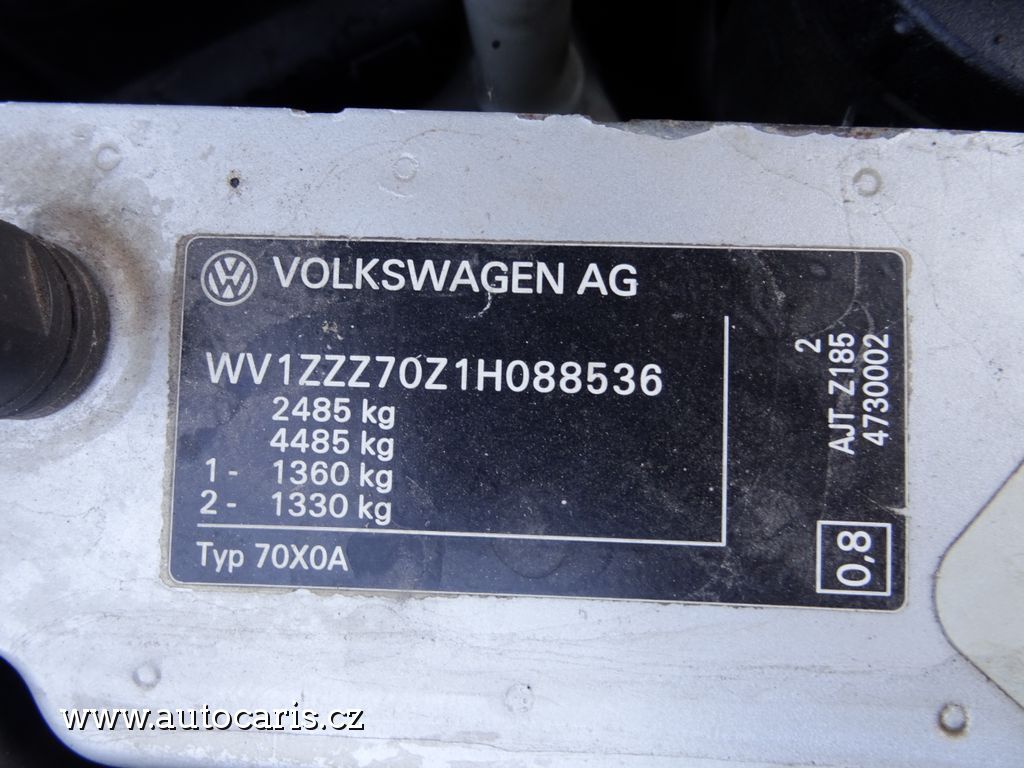 VOLKSWAGEN AG
WV1ZZZ70Z1H088536
2485 kg
4485 kg
1 - 1360 kg
2 - 1330 kg
Typ 70X0A
2
AJT Z185
4730002
0,8
www.autocaris.cz